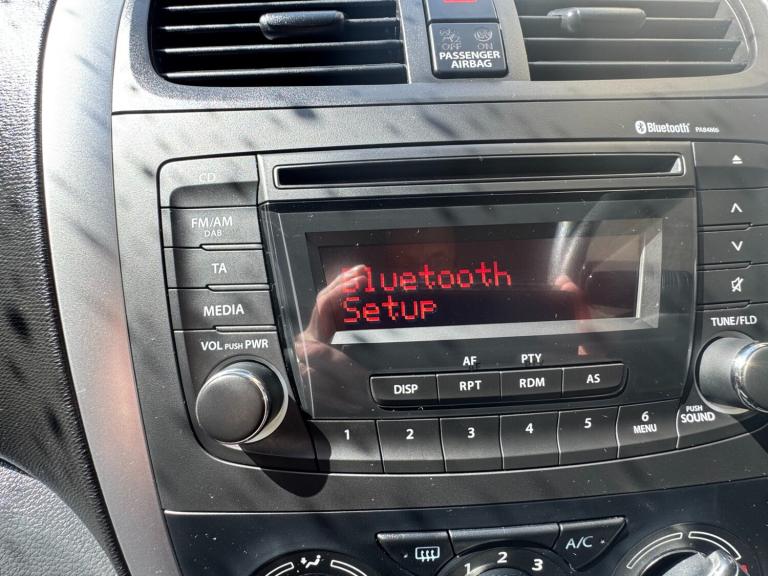 OFF ON
PASSENGER
AIRBAG
Bluetooth
CD
FM/AM
DAB
TA
MEDIA
VOL PUSH PWR
Bluetooth
Setup
TUNE/FLD
AF PTY
DISP RPT RDM AS
1 2 3 4 5 6
MENU
PUSH
SOUND
A/C
1 2 3